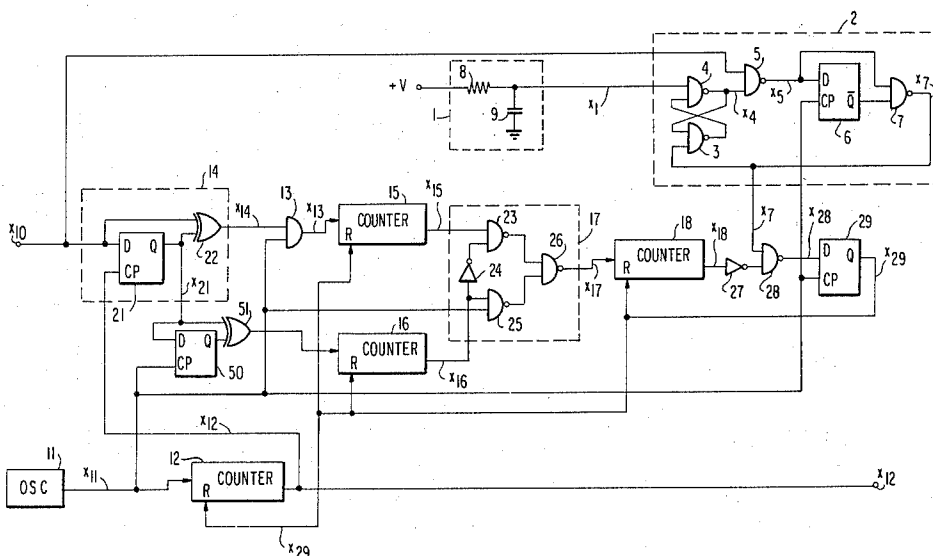 2
5
4
8
+V
x1
x4
x5
D
CP
Q̅
6
7
x7
1
9
3
14
13
15
COUNTER
R
x15
x10
x14
x13
22
D
Q
CP
21
x21
17
23
24
25
26
x17
18
COUNTER
R
x18
x7
27
28
x28
29
D
Q
CP
x29
51
D
Q
CP
50
16
COUNTER
R
x16
x12
11
OSC
x11
12
COUNTER
R
x12
x29